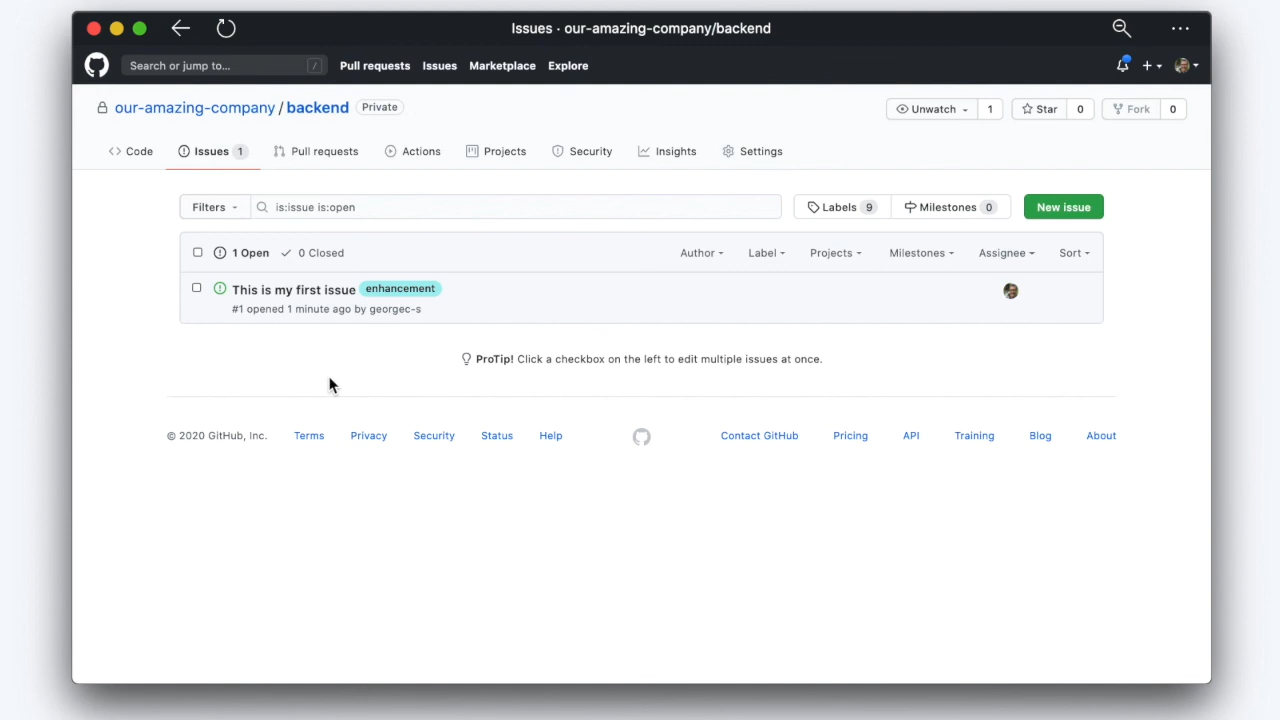 Issues · our-amazing-company/backend
Search or jump to... /
Pull requests Issues Marketplace Explore
our-amazing-company / backend Private
Unwatch 1 Star 0 Fork 0
Code Issues 1 Pull requests Actions Projects Security Insights Settings
Filters is:issue is:open Labels 9 Milestones 0 New issue
1 Open 0 Closed Author Label Projects Milestones Assignee Sort
This is my first issue enhancement
#1 opened 1 minute ago by georgec-s
ProTip! Click a checkbox on the left to edit multiple issues at once.
© 2020 GitHub, Inc. Terms Privacy Security Status Help Contact GitHub Pricing API Training Blog About